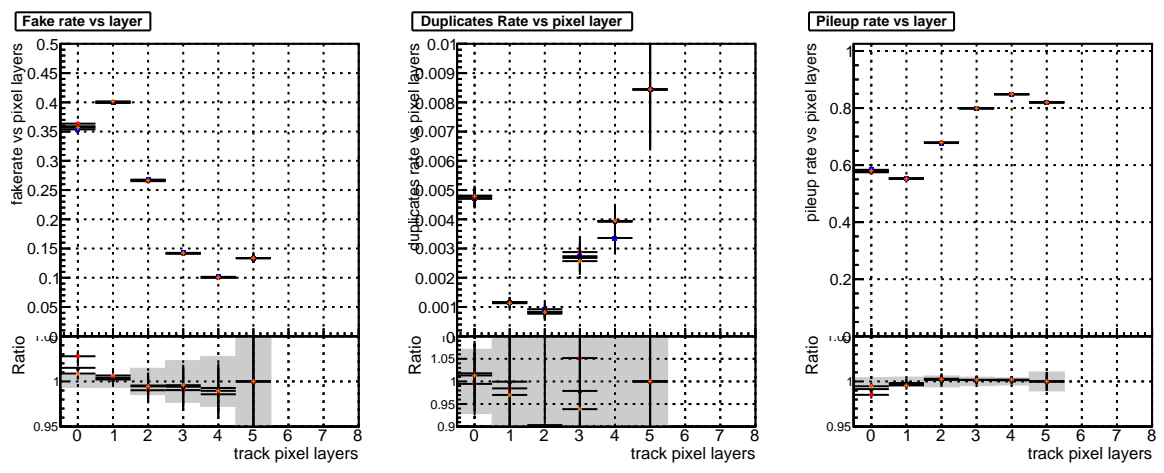 Fake rate vs layer
fakerate vs pixel layers
0.5
0.45
0.4
0.35
0.3
0.25
0.2
0.15
0.1
0.05
0
Ratio
1
0.95
0 1 2 3 4 5 6 7 8
track pixel layers
Duplicates Rate vs pixel layer
duplicates rate vs pixel layers
0.01
0.009
0.008
0.007
0.006
0.005
0.004
0.003
0.002
0.001
0
Ratio
1.05
1
0.95
0.9
0 1 2 3 4 5 6 7 8
track pixel layers
Pileup rate vs layer
pileup rate vs pixel layers
1
0.8
0.6
0.4
0.2
0
Ratio
1
0.95
0 1 2 3 4 5 6 7 8
track pixel layers